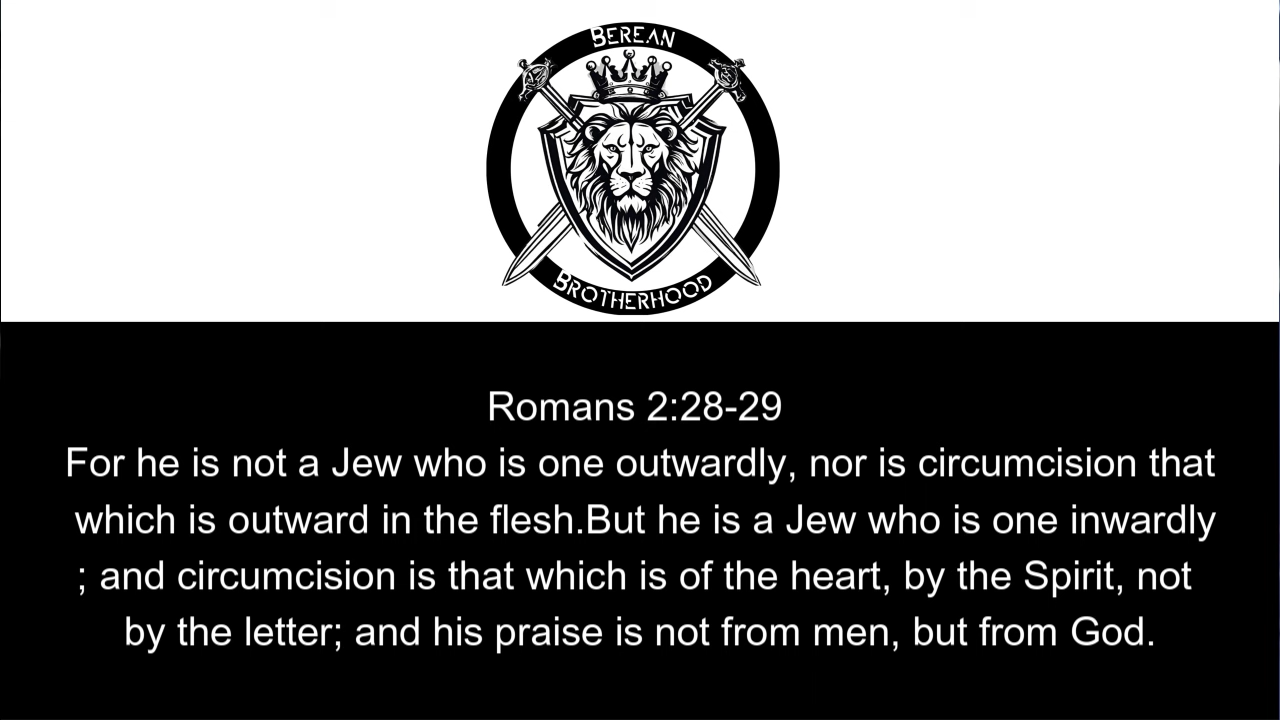 BEREAN
BROTHERHOOD
Romans 2:28-29
For he is not a Jew who is one outwardly, nor is circumcision that
which is outward in the flesh.But he is a Jew who is one inwardly
; and circumcision is that which is of the heart, by the Spirit, not
by the letter; and his praise is not from men, but from God.